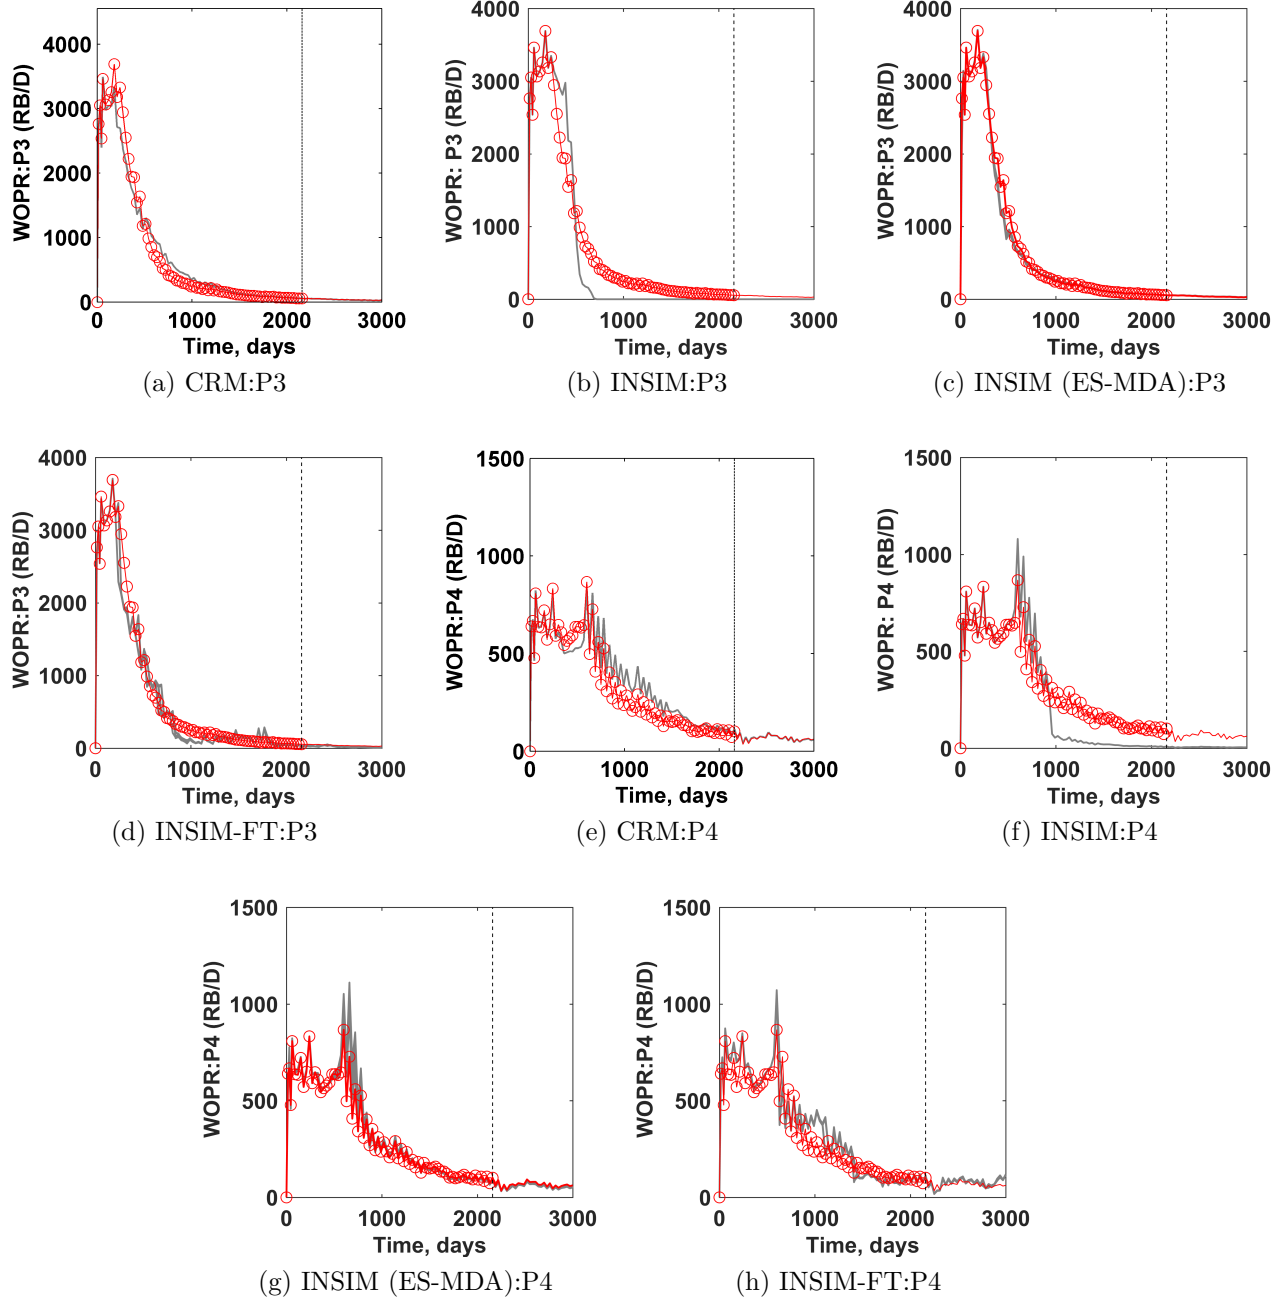 WOPR:P3 (RB/D)
4000
3000
2000
1000
0
0 1000 2000 3000
Time, days
(a) CRM:P3
WOPR: P3 (RB/D)
4000
3000
2000
1000
0
0 1000 2000 3000
Time, days
(b) INSIM:P3
WOPR:P3 (RB/D)
4000
3000
2000
1000
0
0 1000 2000 3000
Time, days
(c) INSIM (ES-MDA):P3
WOPR:P3 (RB/D)
4000
3000
2000
1000
0
0 1000 2000 3000
Time, days
(d) INSIM-FT:P3
WOPR:P4 (RB/D)
1500
1000
500
0
0 1000 2000 3000
Time, days
(e) CRM:P4
WOPR: P4 (RB/D)
1500
1000
500
0
0 1000 2000 3000
Time, days
(f) INSIM:P4
WOPR:P4 (RB/D)
1500
1000
500
0
0 1000 2000 3000
Time, days
(g) INSIM (ES-MDA):P4
WOPR:P4 (RB/D)
1500
1000
500
0
0 1000 2000 3000
Time, days
(h) INSIM-FT:P4